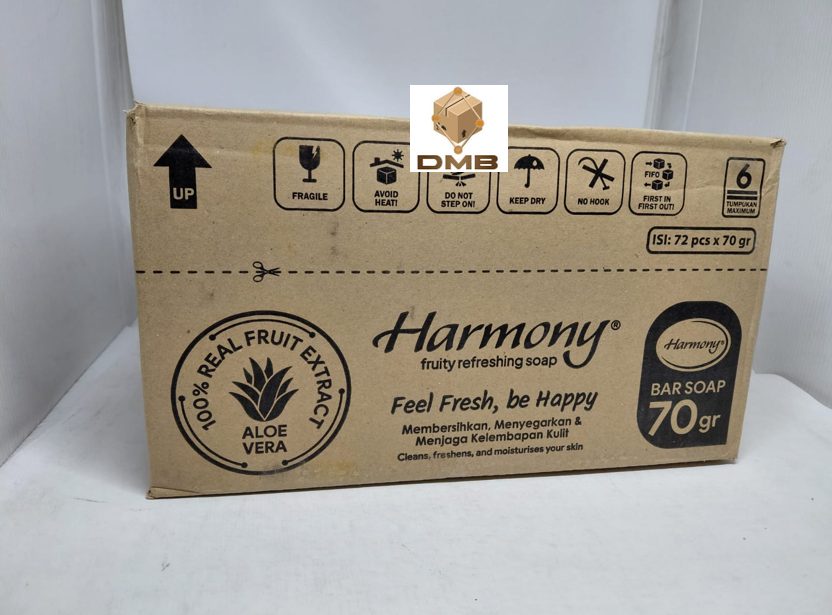 DMB
UP
FRAGILE
AVOID
HEAT!
DO NOT
STEP ON!
KEEP DRY
NO HOOK
FIFO
FIRST IN
FIRST OUT!
6
TUMPUKAN
MAXIMUM
ISI: 72 pcs x 70 gr
100% REAL FRUIT EXTRACT
ALOE
VERA
Harmony®
fruity refreshing soap
Feel Fresh, be Happy
Membersihkan, Menyegarkan &
Menjaga Kelembapan Kulit
Cleans, freshens, and moisturises your skin
Harmony®
BAR SOAP
70 gr